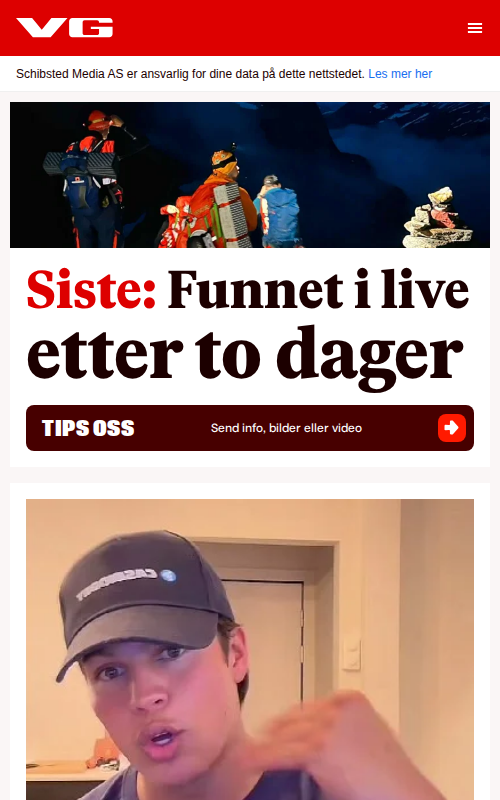 VG
Schibsted Media AS er ansvarlig for dine data på dette nettstedet. Les mer her
Siste: Funnet i live
etter to dager
TIPS OSS
Send info, bilder eller video